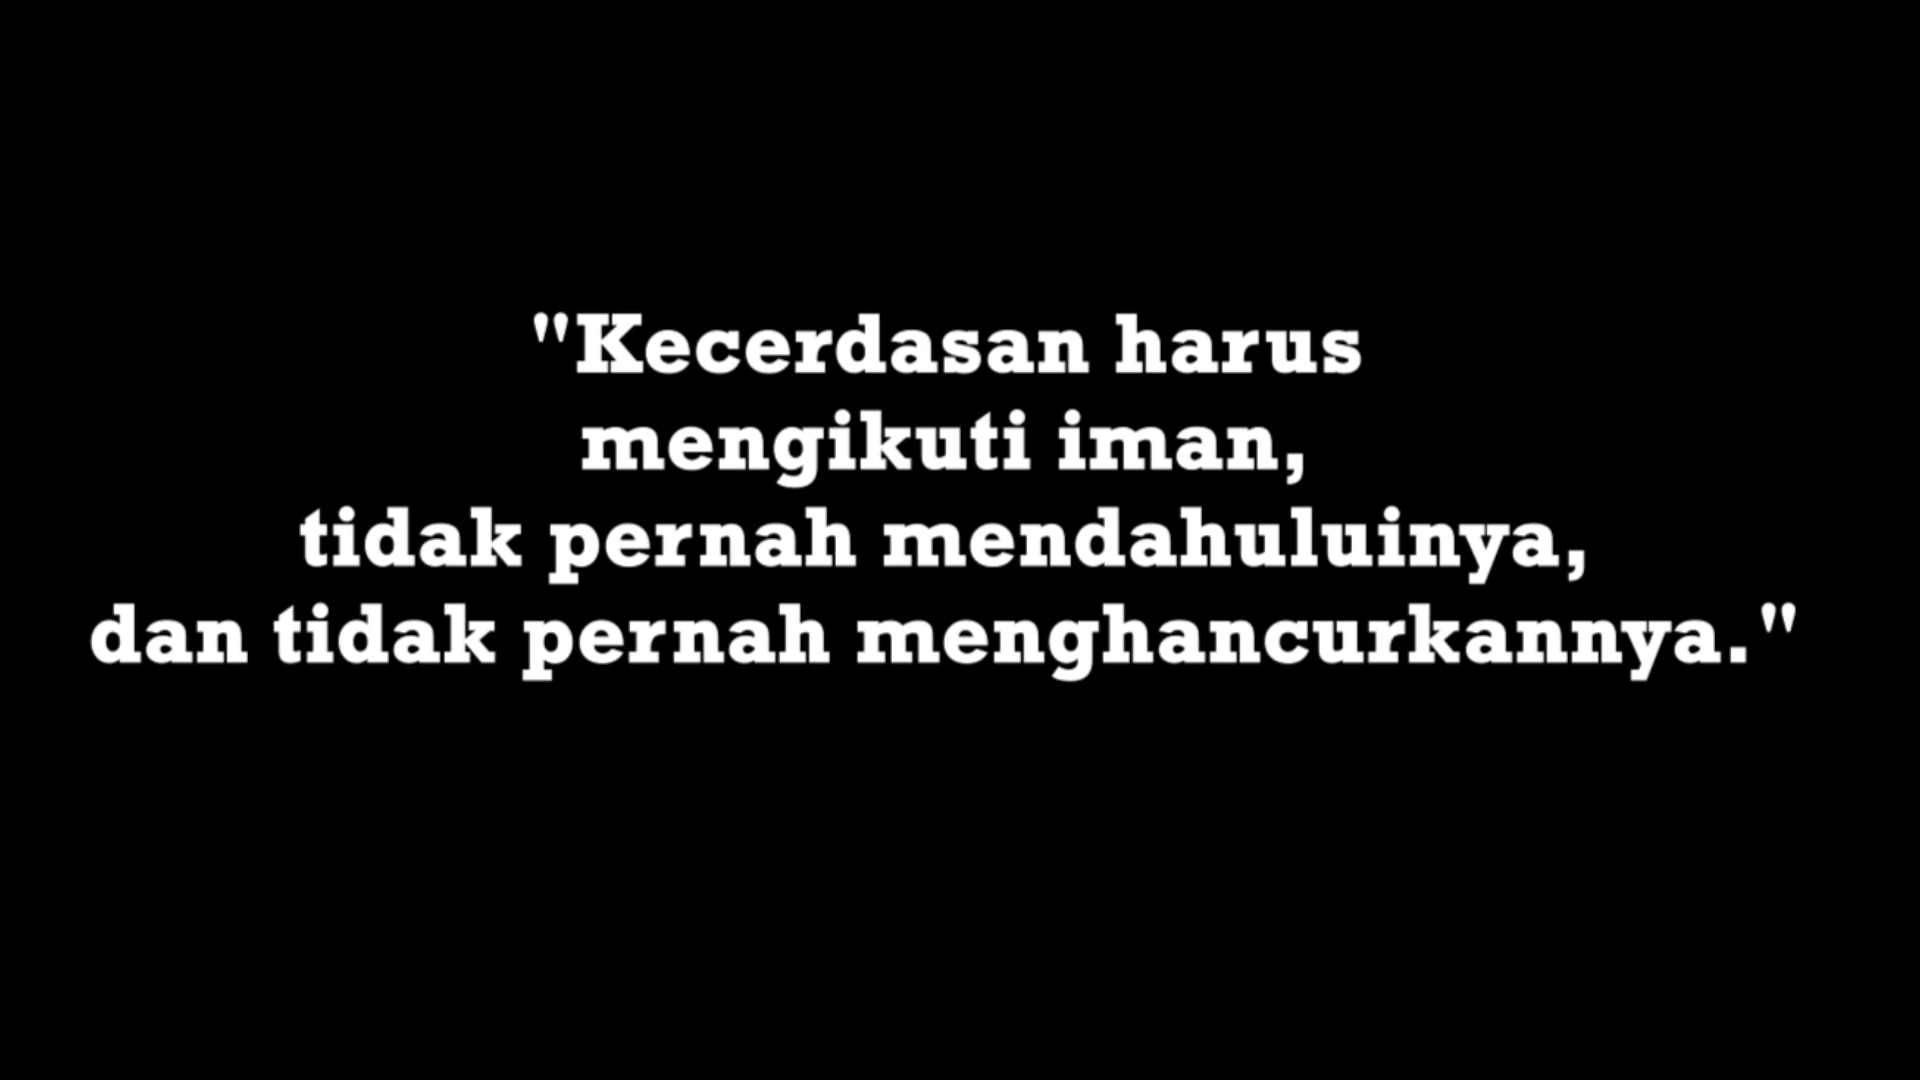 "Kecerdasan harus
mengikuti iman,
tidak pernah mendahuluinya,
dan tidak pernah menghancurkannya."